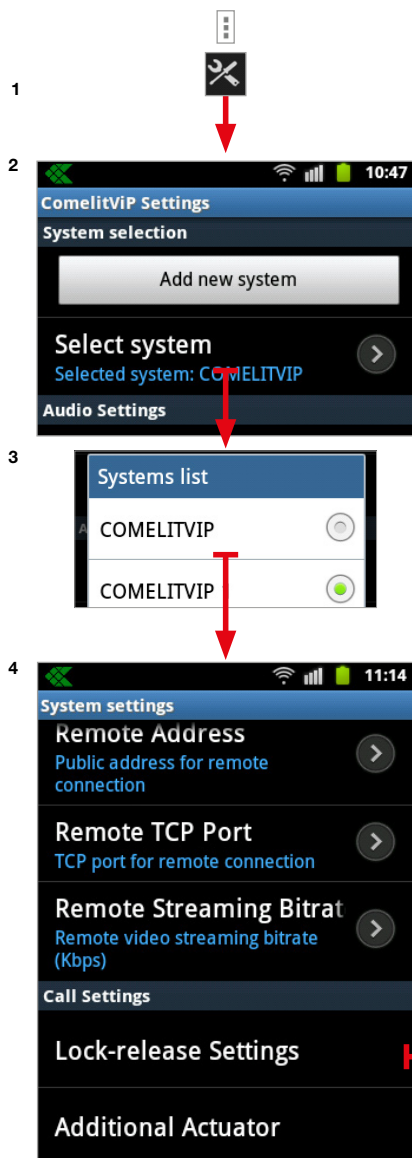 1
2
10:47
ComelitViP Settings
System selection
Add new system
Select system
Selected system: COMELITVIP
Audio Settings
3
Systems list
A
COMELITVIP
COMELITVIP
4
11:14
System settings
Remote Address
Public address for remote
connection
Remote TCP Port
TCP port for remote connection
Remote Streaming Bitrat
Remote video streaming bitrate
(Kbps)
Call Settings
Lock-release Settings
Additional Actuator